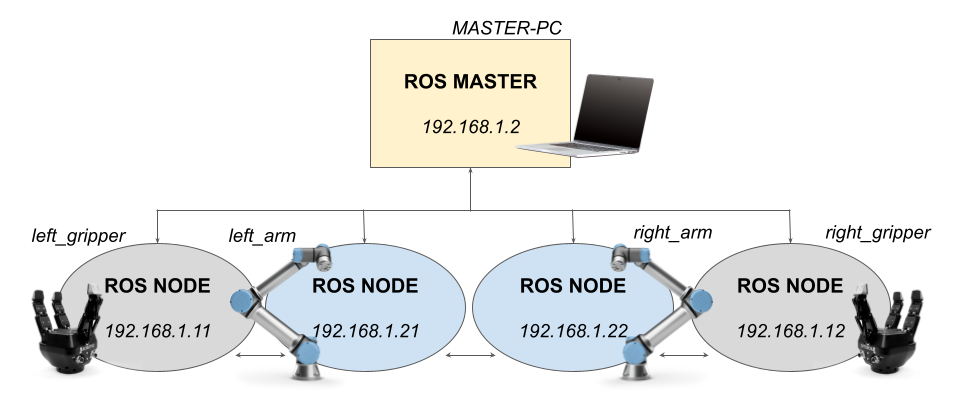 MASTER-PC
ROS MASTER
192.168.1.2
left_gripper
left_arm
right_arm
right_gripper
ROS NODE
ROS NODE
ROS NODE
ROS NODE
192.168.1.11
192.168.1.21
192.168.1.22
192.168.1.12